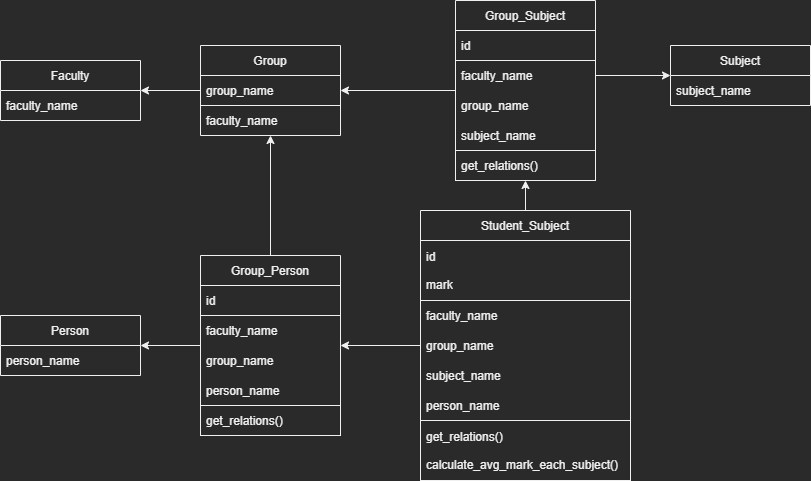 Faculty
faculty_name
Group
group_name
faculty_name
Group_Subject
id
faculty_name
group_name
subject_name
get_relations()
Subject
subject_name
Person
person_name
Group_Person
id
faculty_name
group_name
person_name
get_relations()
Student_Subject
id
mark
faculty_name
group_name
subject_name
person_name
get_relations()
calculate_avg_mark_each_subject()